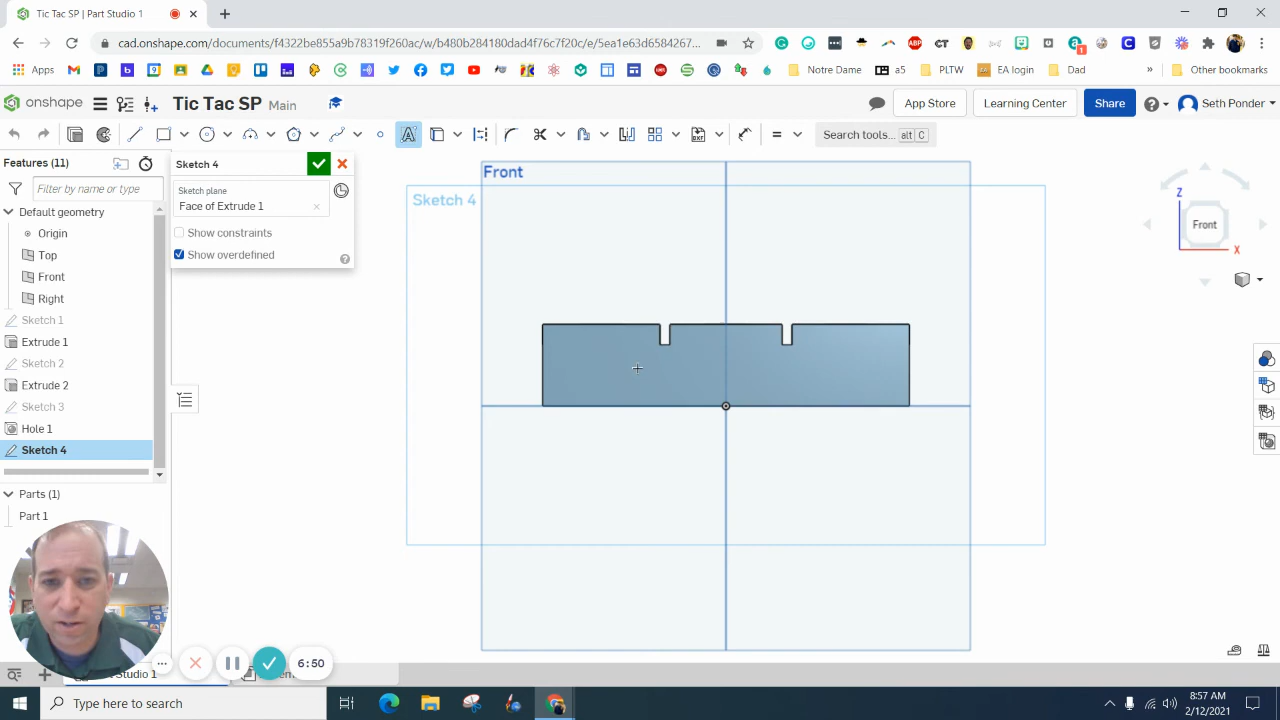 Tic Tac SP | Part Studio 1
cad.onshape.com/documents/f4322be855a9b78319f260ac/w/b480b284180dad4f76c7f20c/e/5ea1e63d6584267...
Apps
Notre Dame
a5
PLTW
EA login
Dad
»
Other bookmarks
onshape
Tic Tac SP Main
App Store
Learning Center
Share
Seth Ponder
Search tools... alt C
Features (11)
Filter by name or type
Default geometry
Origin
Top
Front
Right
Sketch 1
Extrude 1
Sketch 2
Extrude 2
Sketch 3
Hole 1
Sketch 4
Parts (1)
Part 1
Sketch 4
Sketch plane
Face of Extrude 1
Show constraints
Show overdefined
Front
Sketch 4
Z
Front
X
6:50
Studio 1
Type here to search
8:57 AM
2/12/2021